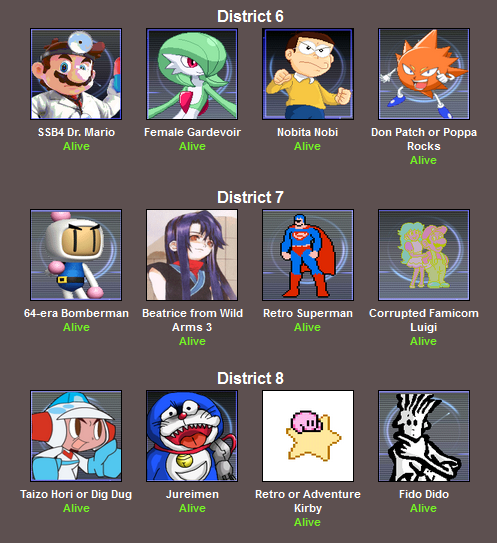 District 6
SSB4 Dr. Mario
Alive
Female Gardevoir
Alive
Nobita Nobi
Alive
Don Patch or Poppa
Rocks
Alive
District 7
64-era Bomberman
Alive
Beatrice from Wild
Arms 3
Alive
Retro Superman
Alive
Corrupted Famicom
Luigi
Alive
District 8
Taizo Hori or Dig Dug
Alive
Jureimen
Alive
Retro or Adventure
Kirby
Alive
Fido Dido
Alive